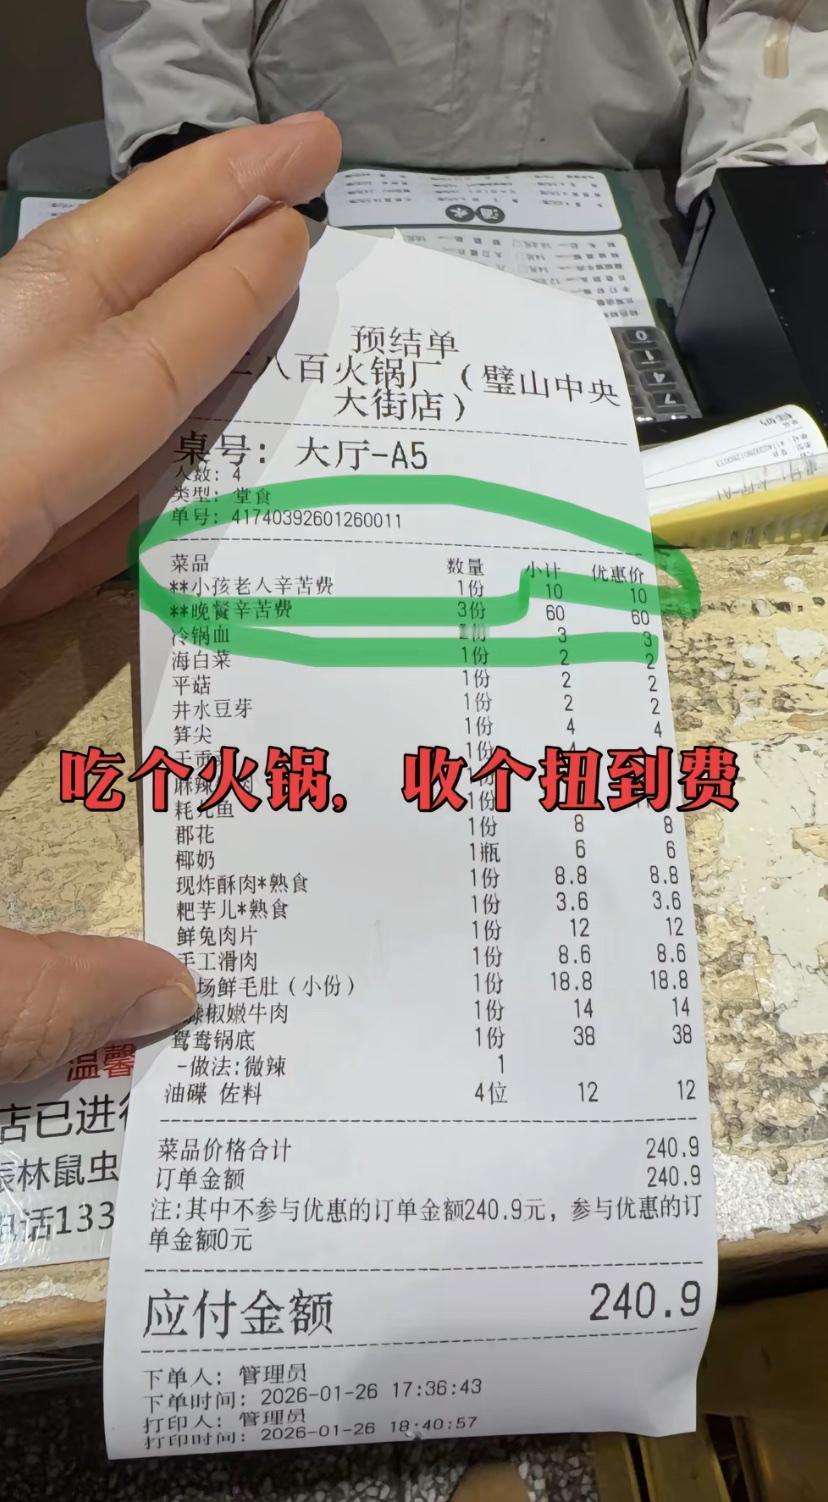 预结单
八百火锅厂（璧山中央
大街店）
桌号：大厅-A5
人数：4
类型：堂食
单号：41740392601260011
菜品 数量 小计 优惠价
**小孩老人辛苦费 1份 10 10
**晚餐辛苦费 3份 60 60
冷锅血 3 3
海白菜 1份 2 2
平菇 1份 2 2
井水豆芽 1份 2 2
笋尖 1份 4 4
吃个火锅，收个扭到费
耗儿鱼 1份
郡花 1份 8 8
椰奶 1瓶 6 6
现炸酥肉*熟食 1份 8.8 8.8
粑芋儿*熟食 1份 3.6 3.6
鲜兔肉片 1份 12 12
手工滑肉 1份 8.6 8.6
场鲜毛肚（小份） 1份 18.8 18.8
椒嫩牛肉 1份 14 14
鸳鸯锅底 1份 38 38
-做法:微辣 1
油碟 佐料 4位 12 12
菜品价格合计 240.9
订单金额 240.9
注:其中不参与优惠的订单金额240.9元，参与优惠的订
单金额0元
应付金额 240.9
下单人：管理员
下单时间：2026-01-26 17:36:43
打印人：管理员
打印时间：2026-01-26 18:40:57
温馨
店已进行
林鼠虫
电话133